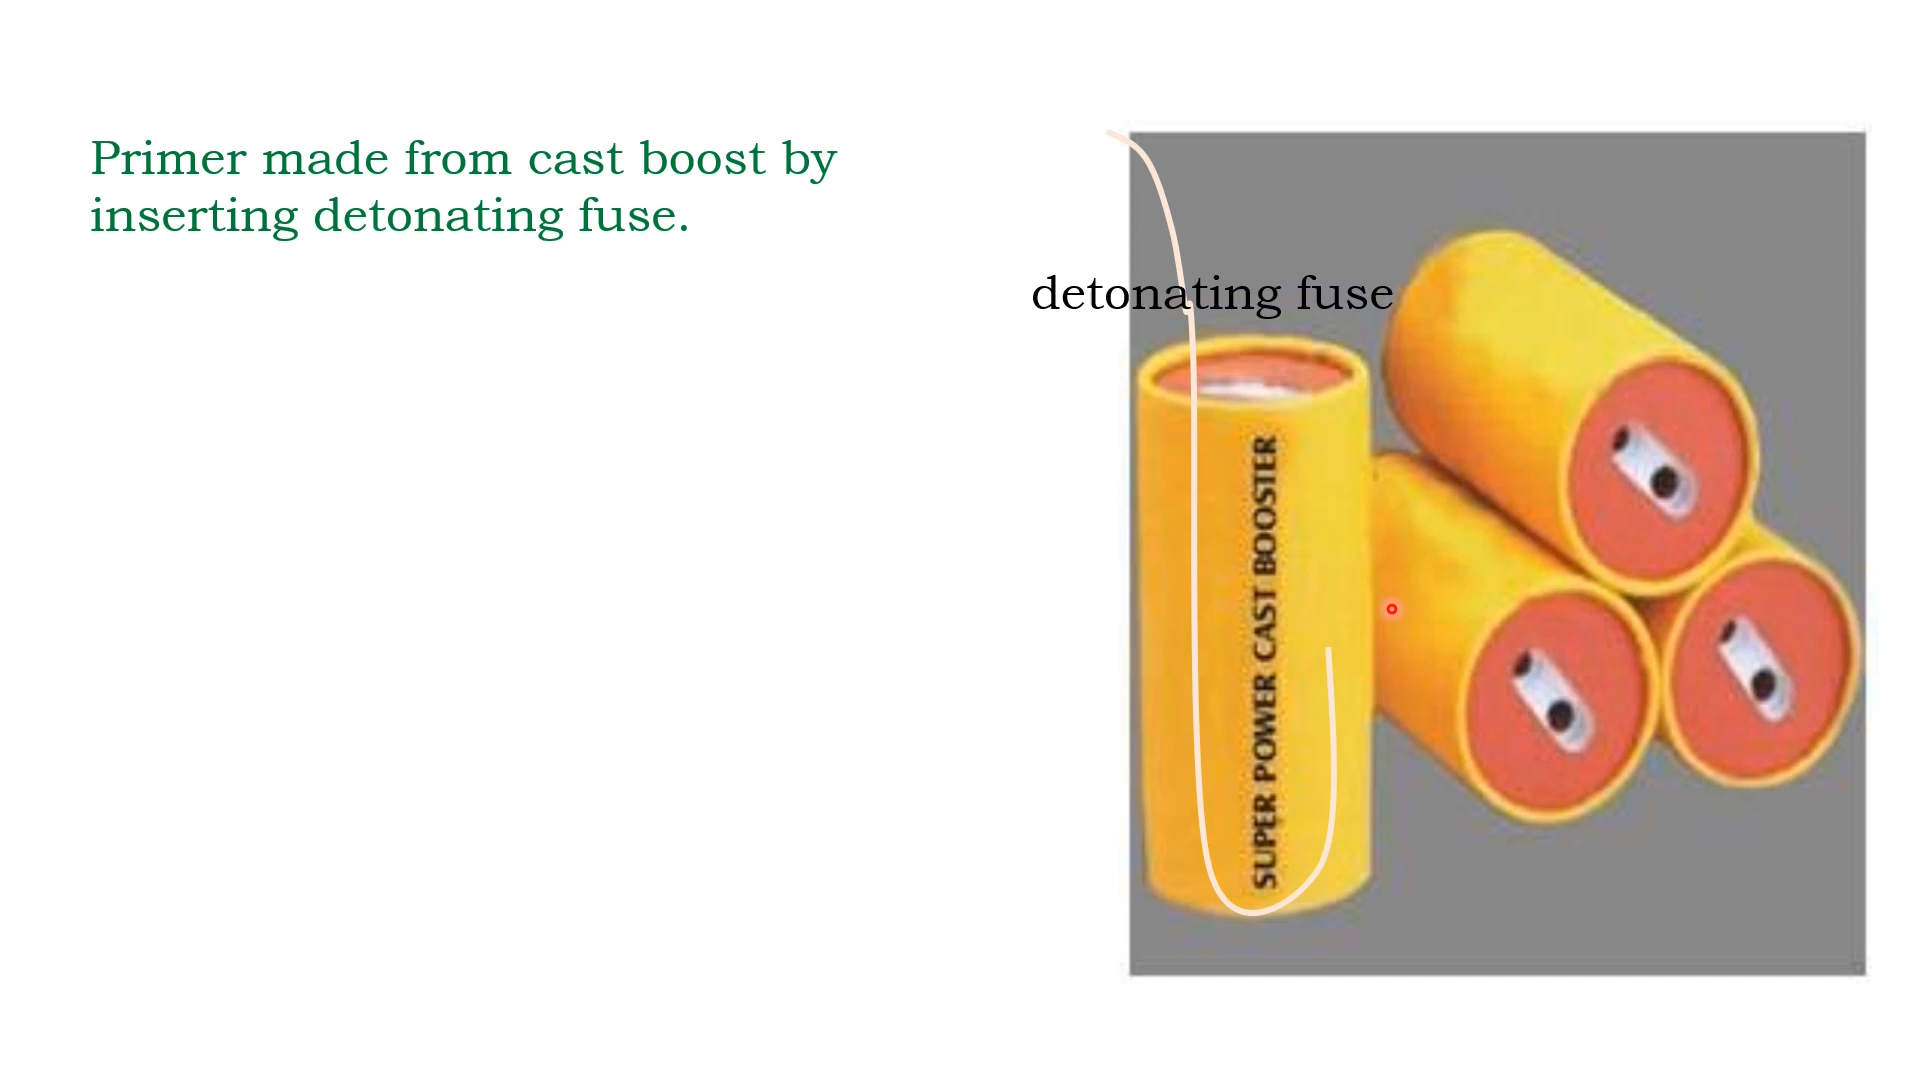 Primer made from cast boost by
inserting detonating fuse.
detonating fuse
SUPER POWER CAST BOOSTER